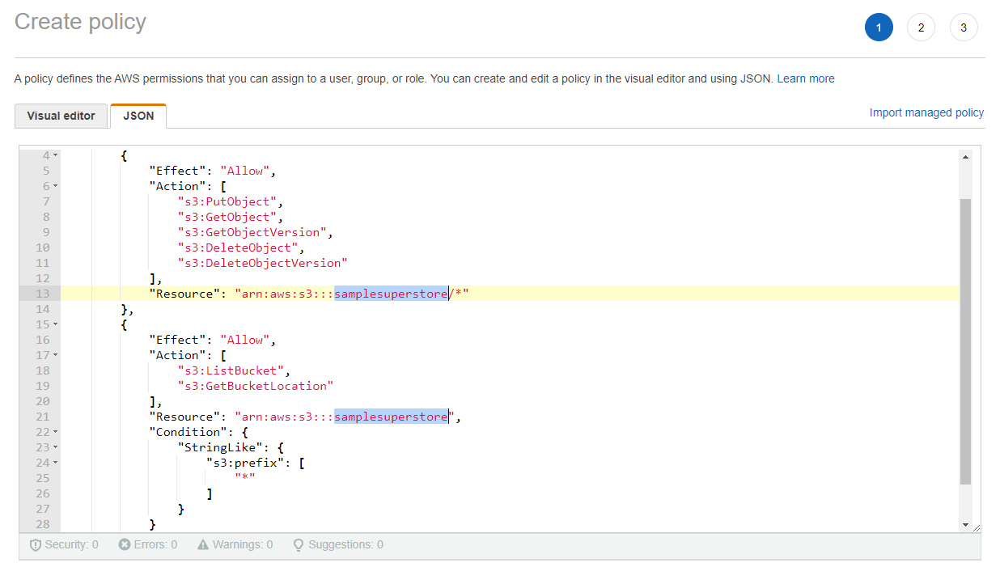 Create policy
1 2 3
A policy defines the AWS permissions that you can assign to a user, group, or role. You can create and edit a policy in the visual editor and using JSON. Learn more
Visual editor JSON Import managed policy
4 {
5 "Effect": "Allow",
6 "Action": [
7 "s3:PutObject",
8 "s3:GetObject",
9 "s3:GetObjectVersion",
10 "s3:DeleteObject",
11 "s3:DeleteObjectVersion"
12 ],
13 "Resource": "arn:aws:s3:::samplesuperstore/*"
14 },
15 {
16 "Effect": "Allow",
17 "Action": [
18 "s3:ListBucket",
19 "s3:GetBucketLocation"
20 ],
21 "Resource": "arn:aws:s3:::samplesuperstore",
22 "Condition": {
23 "StringLike": {
24 "s3:prefix": [
25 "*"
26 ]
27 }
28 }
Security: 0 Errors: 0 Warnings: 0 Suggestions: 0